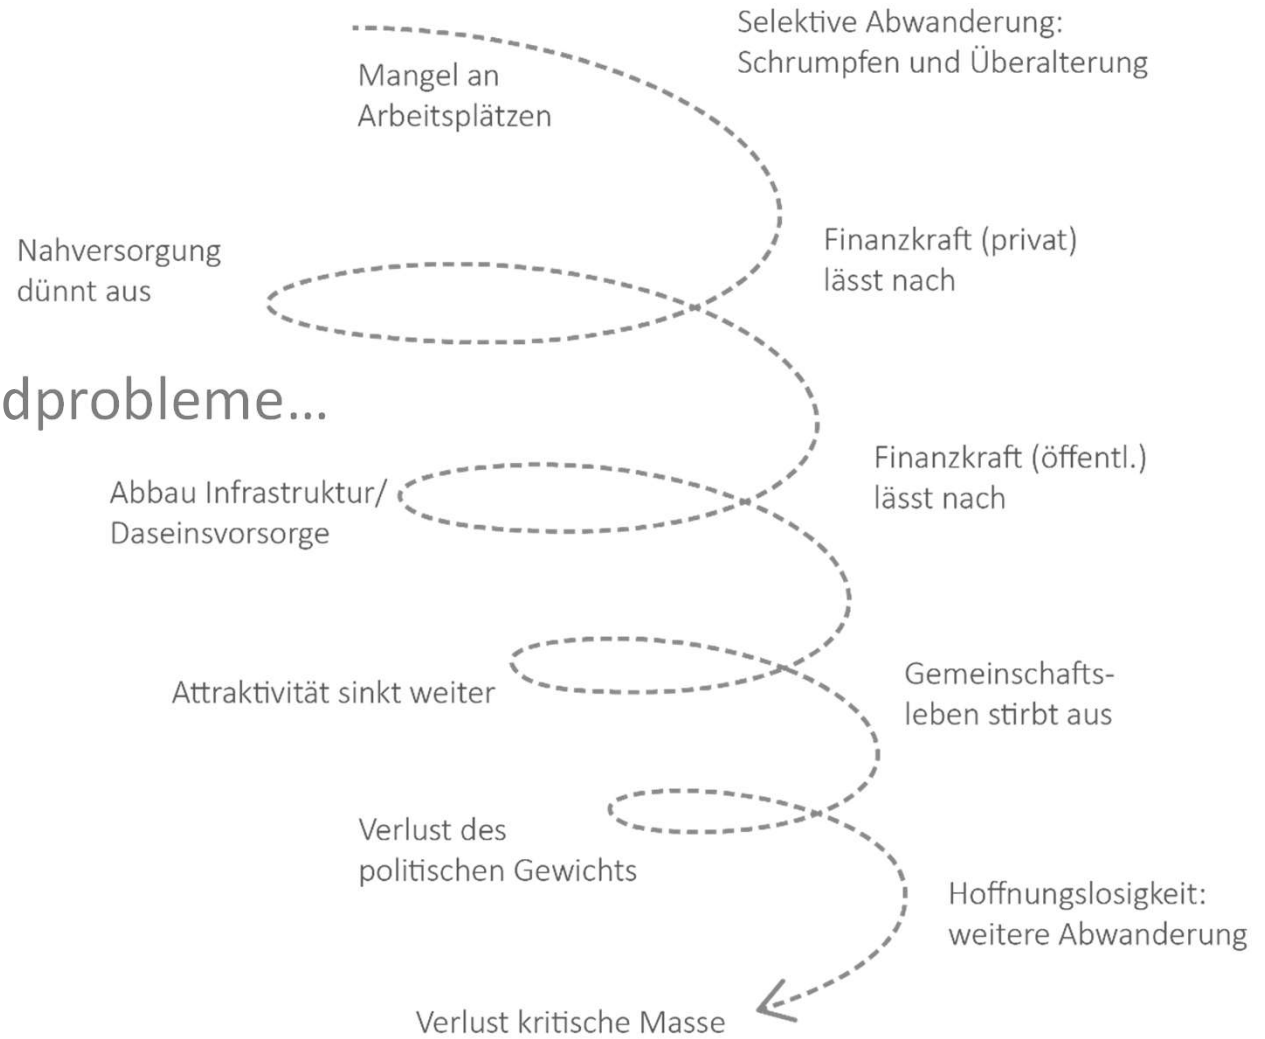 Selektive Abwanderung:
Schrumpfen und Überalterung
Mangel an
Arbeitsplätzen
Finanzkraft (privat)
lässt nach
Nahversorgung
dünnt aus
dprobleme...
Finanzkraft (öffentl.)
lässt nach
Abbau Infrastruktur/
Daseinsvorsorge
Gemeinschafts-
leben stirbt aus
Attraktivität sinkt weiter
Verlust des
politischen Gewichts
Hoffnungslosigkeit:
weitere Abwanderung
Verlust kritische Masse